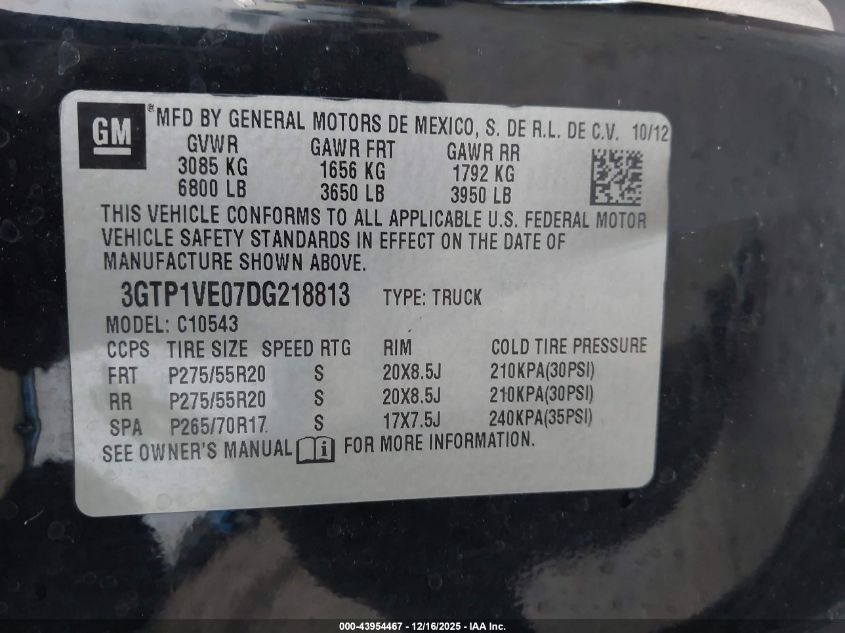 GM
® MFD BY GENERAL MOTORS DE MEXICO, S. DE R.L. DE C.V. 10/12
GVWR GAWR FRT GAWR RR
3085 KG 1656 KG 1792 KG
6800 LB 3650 LB 3950 LB
THIS VEHICLE CONFORMS TO ALL APPLICABLE U.S. FEDERAL MOTOR
VEHICLE SAFETY STANDARDS IN EFFECT ON THE DATE OF
MANUFACTURE SHOWN ABOVE.
3GTP1VE07DG218813 TYPE: TRUCK
MODEL: C10543
CCPS TIRE SIZE SPEED RTG RIM COLD TIRE PRESSURE
FRT P275/55R20 S 20X8.5J 210KPA(30PSI)
RR P275/55R20 S 20X8.5J 210KPA(30PSI)
SPA P265/70R17 S 17X7.5J 240KPA(35PSI)
SEE OWNER'S MANUAL i FOR MORE INFORMATION.
000-43954467 - 12/16/2025 - IAA Inc.